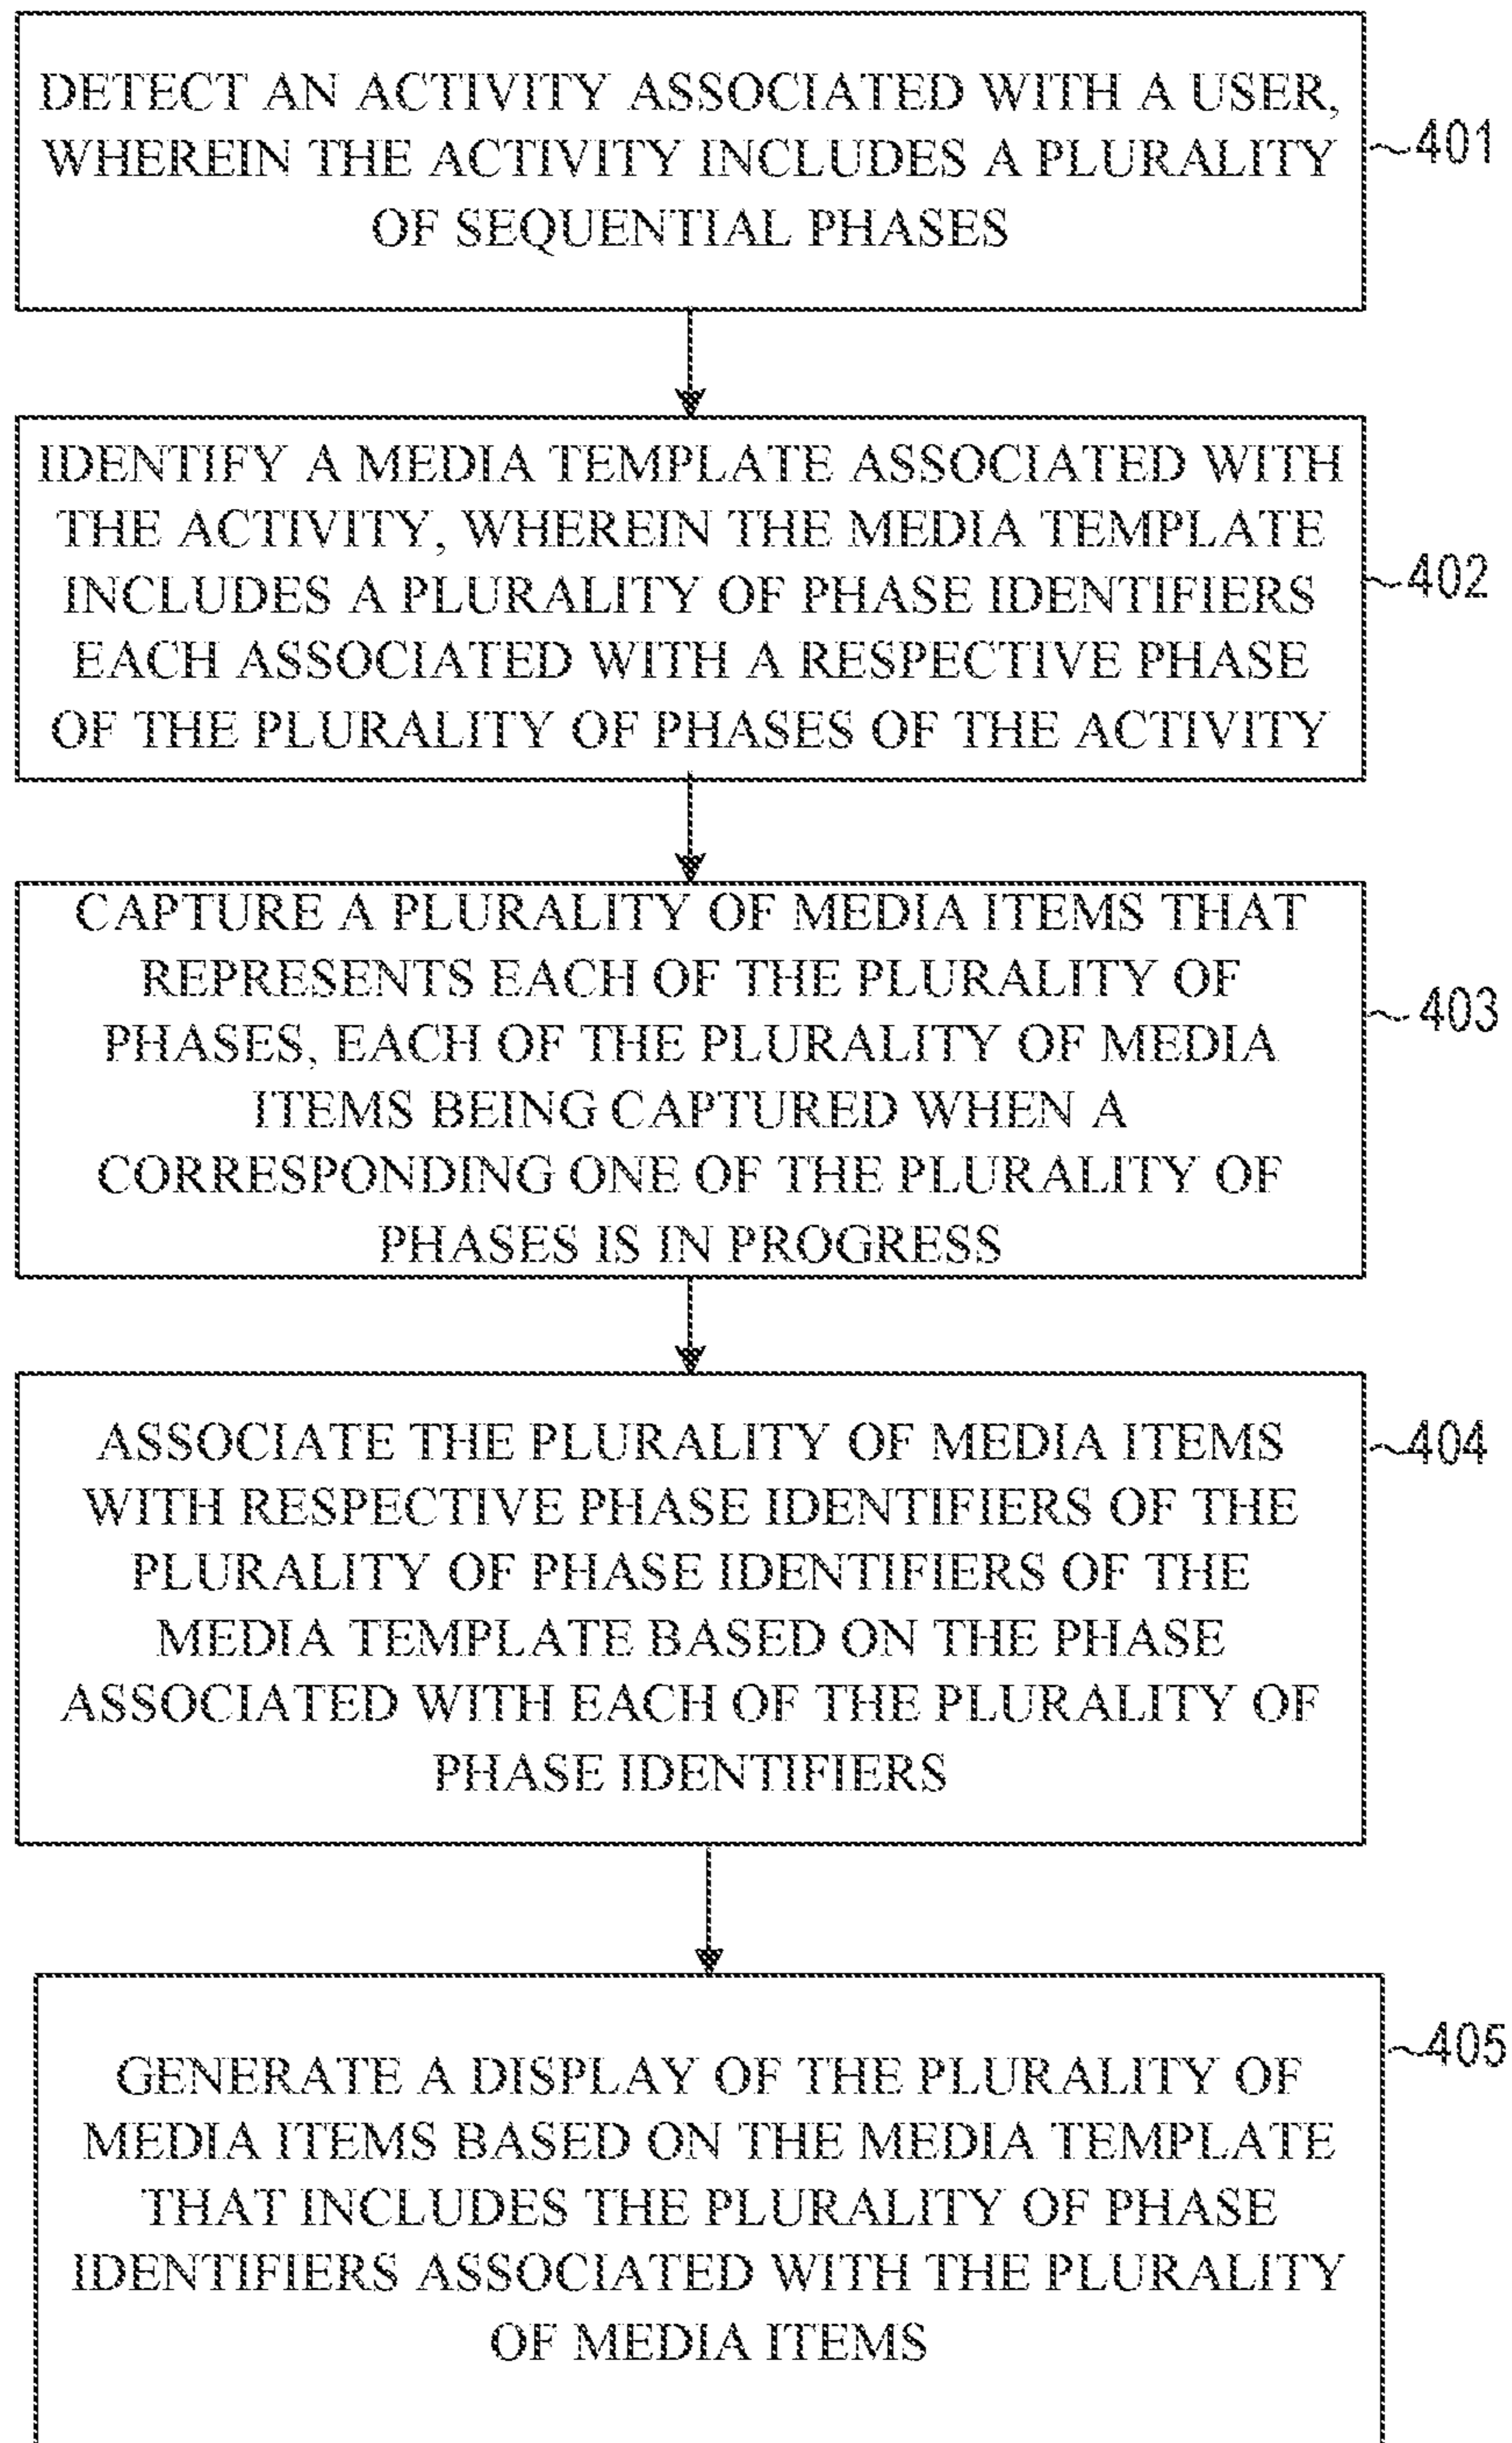 DETECT AN ACTIVITY ASSOCIATED WITH A USER,
WHEREIN THE ACTIVITY INCLUDES A PLURALITY
OF SEQUENTIAL PHASES
401
IDENTIFY A MEDIA TEMPLATE ASSOCIATED WITH
THE ACTIVITY, WHEREIN THE MEDIA TEMPLATE
INCLUDES A PLURALITY OF PHASE IDENTIFIERS
EACH ASSOCIATED WITH A RESPECTIVE PHASE
OF THE PLURALITY OF PHASES OF THE ACTIVITY
402
CAPTURE A PLURALITY OF MEDIA ITEMS THAT
REPRESENTS EACH OF THE PLURALITY OF
PHASES, EACH OF THE PLURALITY OF MEDIA
ITEMS BEING CAPTURED WHEN A
CORRESPONDING ONE OF THE PLURALITY OF
PHASES IS IN PROGRESS
403
ASSOCIATE THE PLURALITY OF MEDIA ITEMS
WITH RESPECTIVE PHASE IDENTIFIERS OF THE
PLURALITY OF PHASE IDENTIFIERS OF THE
MEDIA TEMPLATE BASED ON THE PHASE
ASSOCIATED WITH EACH OF THE PLURALITY OF
PHASE IDENTIFIERS
404
GENERATE A DISPLAY OF THE PLURALITY OF
MEDIA ITEMS BASED ON THE MEDIA TEMPLATE
THAT INCLUDES THE PLURALITY OF PHASE
IDENTIFIERS ASSOCIATED WITH THE PLURALITY
OF MEDIA ITEMS
405